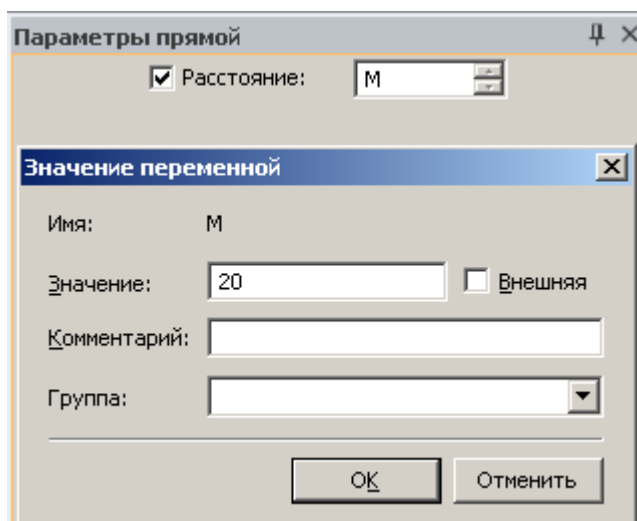 Параметры прямой
Расстояние: M
Значение переменной
Имя: M
Значение: 20 Внешняя
Комментарий:
Группа:
OK Отменить